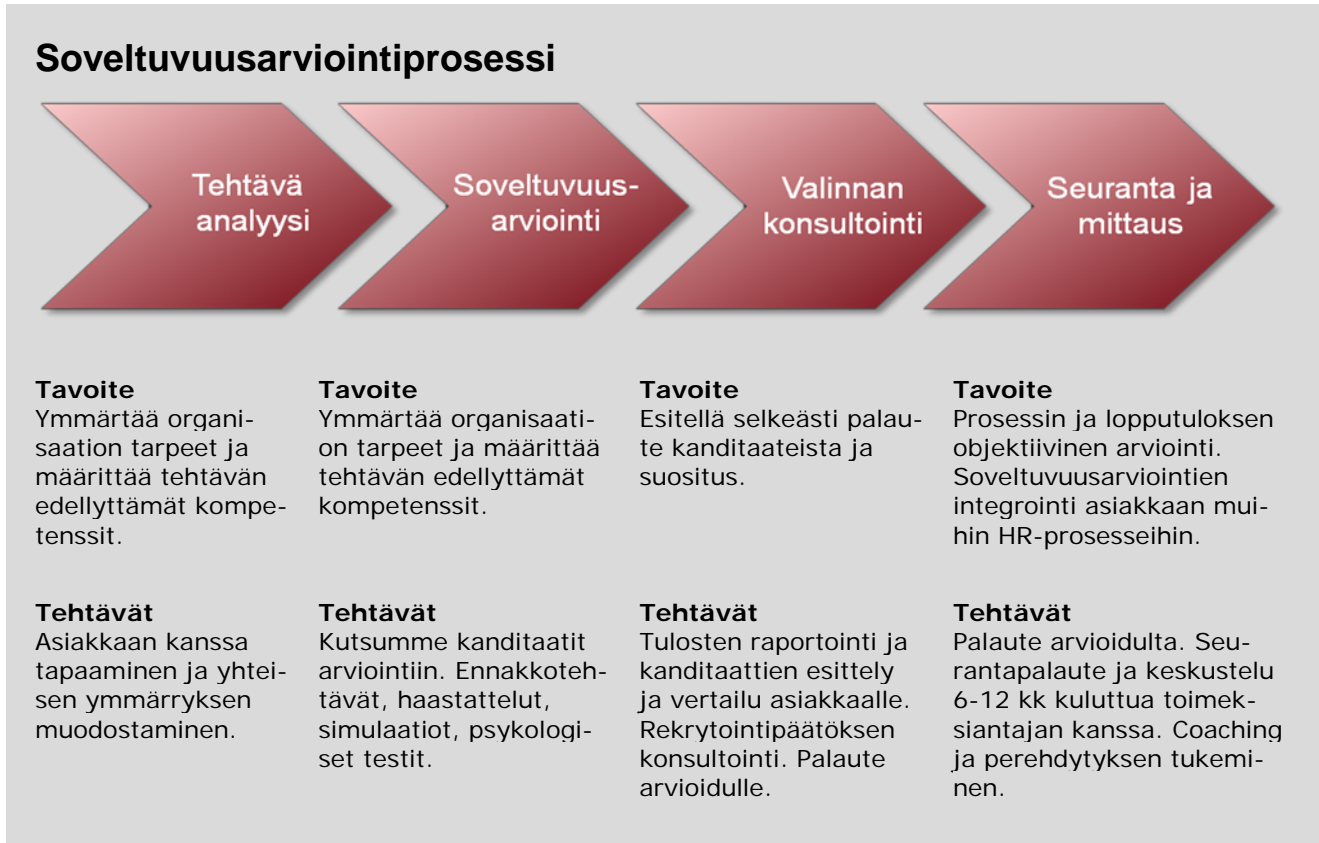 Soveltuvuusarviointiprosessi
Tehtävä
analyysi
Soveltuvuus-
arviointi
Valinnan
konsultointi
Seuranta ja
mittaus
Tavoite
Ymmärtää organi-
saation tarpeet ja
määrittää tehtävän
edellyttämät kompe-
tenssit.
Tavoite
Ymmärtää organisaati-
on tarpeet ja määrittää
tehtävän edellyttämät
kompetenssit.
Tavoite
Esitellä selkeästi palau-
te kanditaateista ja
suositus.
Tavoite
Prosessin ja lopputuloksen
objektiivinen arviointi.
Soveltuvuusarviointien
integrointi asiakkaan mui-
hin HR-prosesseihin.
Tehtävät
Asiakkaan kanssa
tapaaminen ja yhtei-
sen ymmärryksen
muodostaminen.
Tehtävät
Kutsumme kanditaatit
arviointiin. Ennakkoteh-
tävät, haastattelut,
simulaatiot, psykologi-
set testit.
Tehtävät
Tulosten raportointi ja
kanditaattien esittely
ja vertailu asiakkaalle.
Rekrytointipäätöksen
konsultointi. Palaute
arvioidulle.
Tehtävät
Palaute arvioidulta. Seu-
rantapalaute ja keskustelu
6-12 kk kuluttua toimek-
siantajan kanssa. Coaching
ja perehdytyksen tukemi-
nen.